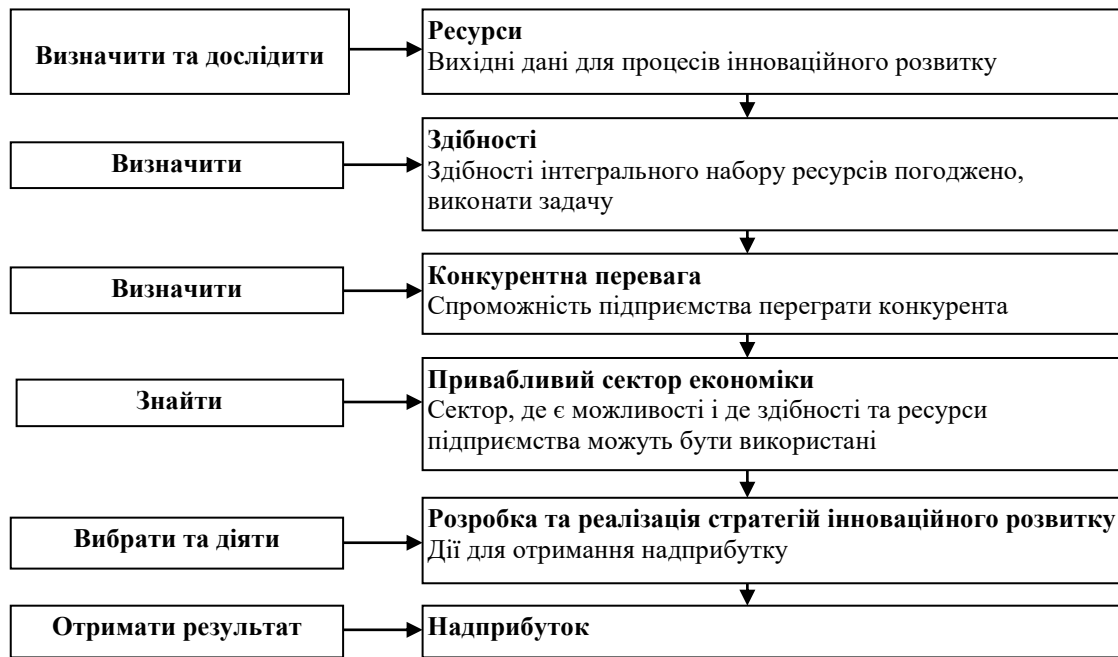 Визначити та дослідити
Ресурси
Вихідні дані для процесів інноваційного розвитку
Визначити
Здібності
Здібності інтегрального набору ресурсів погоджено,
виконати задачу
Визначити
Конкурентна перевага
Спроможність підприємства переграти конкурента
Знайти
Привабливий сектор економіки
Сектор, де є можливості і де здібності та ресурси
підприємства можуть бути використані
Вибрати та діяти
Розробка та реалізація стратегій інноваційного розвитку
Дії для отримання надприбутку
Отримати результат
Надприбуток